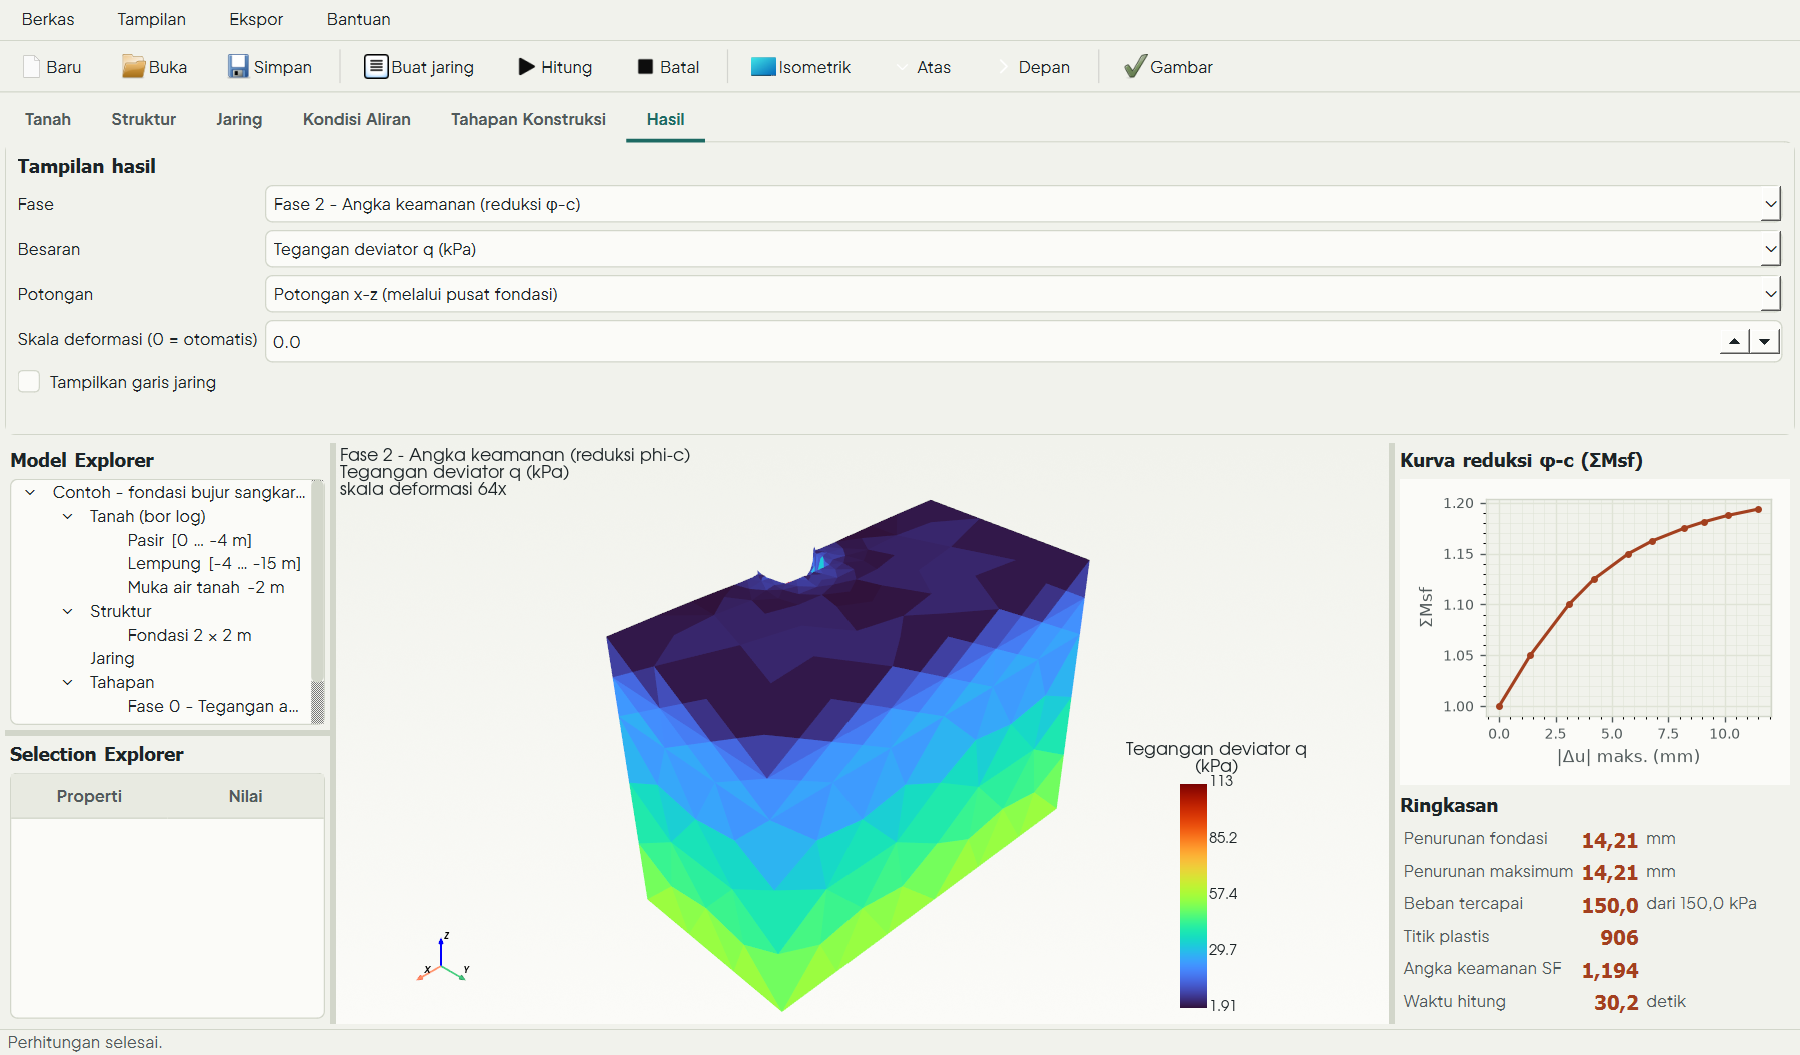 Berkas Tampilan Ekspor Bantuan
Baru Buka Simpan Buat jaring Hitung Batal Isometrik Atas Depan Gambar
Tanah Struktur Jaring Kondisi Aliran Tahapan Konstruksi Hasil
Tampilan hasil
Fase Fase 2 - Angka keamanan (reduksi φ-c)
Besaran Tegangan deviator q (kPa)
Potongan Potongan x-z (melalui pusat fondasi)
Skala deformasi (0 = otomatis) 0.0
Tampilkan garis jaring
Model Explorer
Contoh - fondasi bujur sangkar...
Tanah (bor log)
Pasir [0 ... -4 m]
Lempung [-4 ... -15 m]
Muka air tanah -2 m
Struktur
Fondasi 2 × 2 m
Jaring
Tahapan
Fase 0 - Tegangan a...
Selection Explorer
Properti Nilai
Fase 2 - Angka keamanan (reduksi phi-c)
Tegangan deviator q (kPa)
skala deformasi 64x
Tegangan deviator q
(kPa)
113
85.2
57.4
29.7
1.91
Z
X Y
Kurva reduksi φ-c (ΣMsf)
1.20
1.15
1.10
1.05
1.00
ΣMsf
0.0 2.5 5.0 7.5 10.0
|Δu| maks. (mm)
Ringkasan
Penurunan fondasi 14,21 mm
Penurunan maksimum 14,21 mm
Beban tercapai 150,0 dari 150,0 kPa
Titik plastis 906
Angka keamanan SF 1,194
Waktu hitung 30,2 detik
Perhitungan selesai.